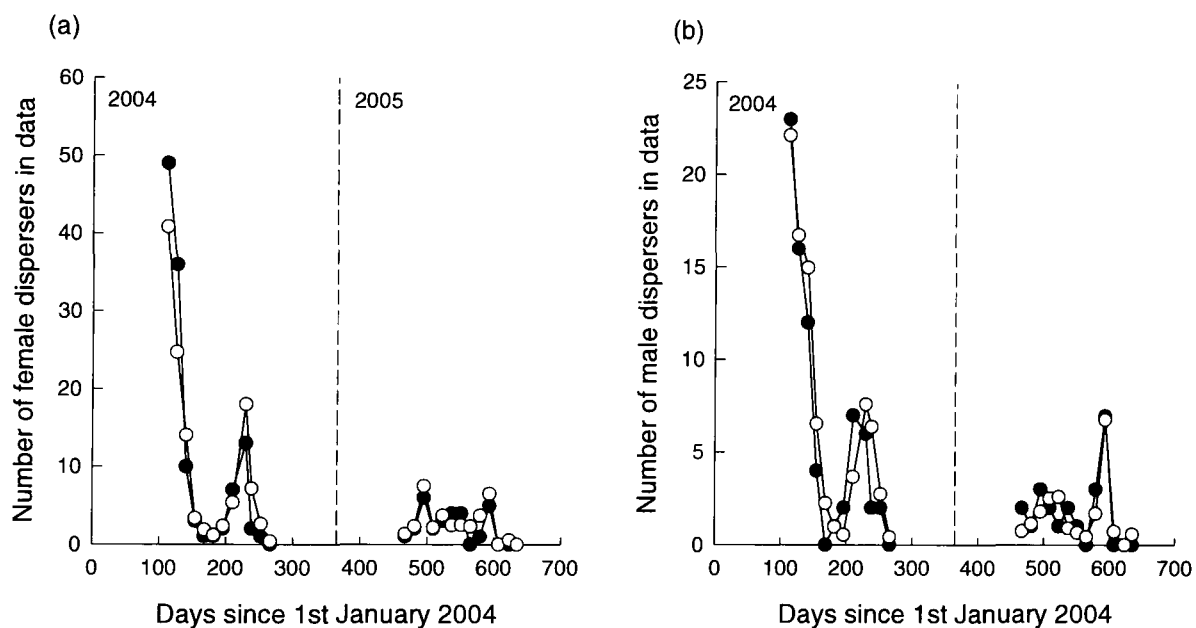 (a)
Number of female dispersers in data
60
50
40
30
20
10
0
2004
2005
0 100 200 300 400 500 600 700
Days since 1st January 2004
(b)
Number of male dispersers in data
25
20
15
10
5
0
2004
0 100 200 300 400 500 600 700
Days since 1st January 2004